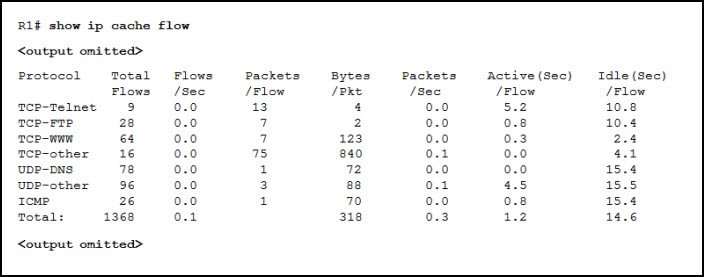 R1# show ip cache flow
<output omitted>
Protocol Total Flows Packets Bytes Packets Active(Sec) Idle(Sec)
Flows /Sec /Flow /Pkt /Sec /Flow /Flow
TCP-Telnet 9 0.0 13 4 0.0 5.2 10.8
TCP-FTP 28 0.0 7 2 0.0 0.8 10.4
TCP-WWW 64 0.0 7 123 0.0 0.3 2.4
TCP-other 16 0.0 75 840 0.1 0.0 4.1
UDP-DNS 78 0.0 1 72 0.0 0.0 15.4
UDP-other 96 0.0 3 88 0.1 4.5 15.5
ICMP 26 0.0 1 70 0.0 0.8 15.4
Total: 1368 0.1 318 0.3 1.2 14.6
<output omitted>